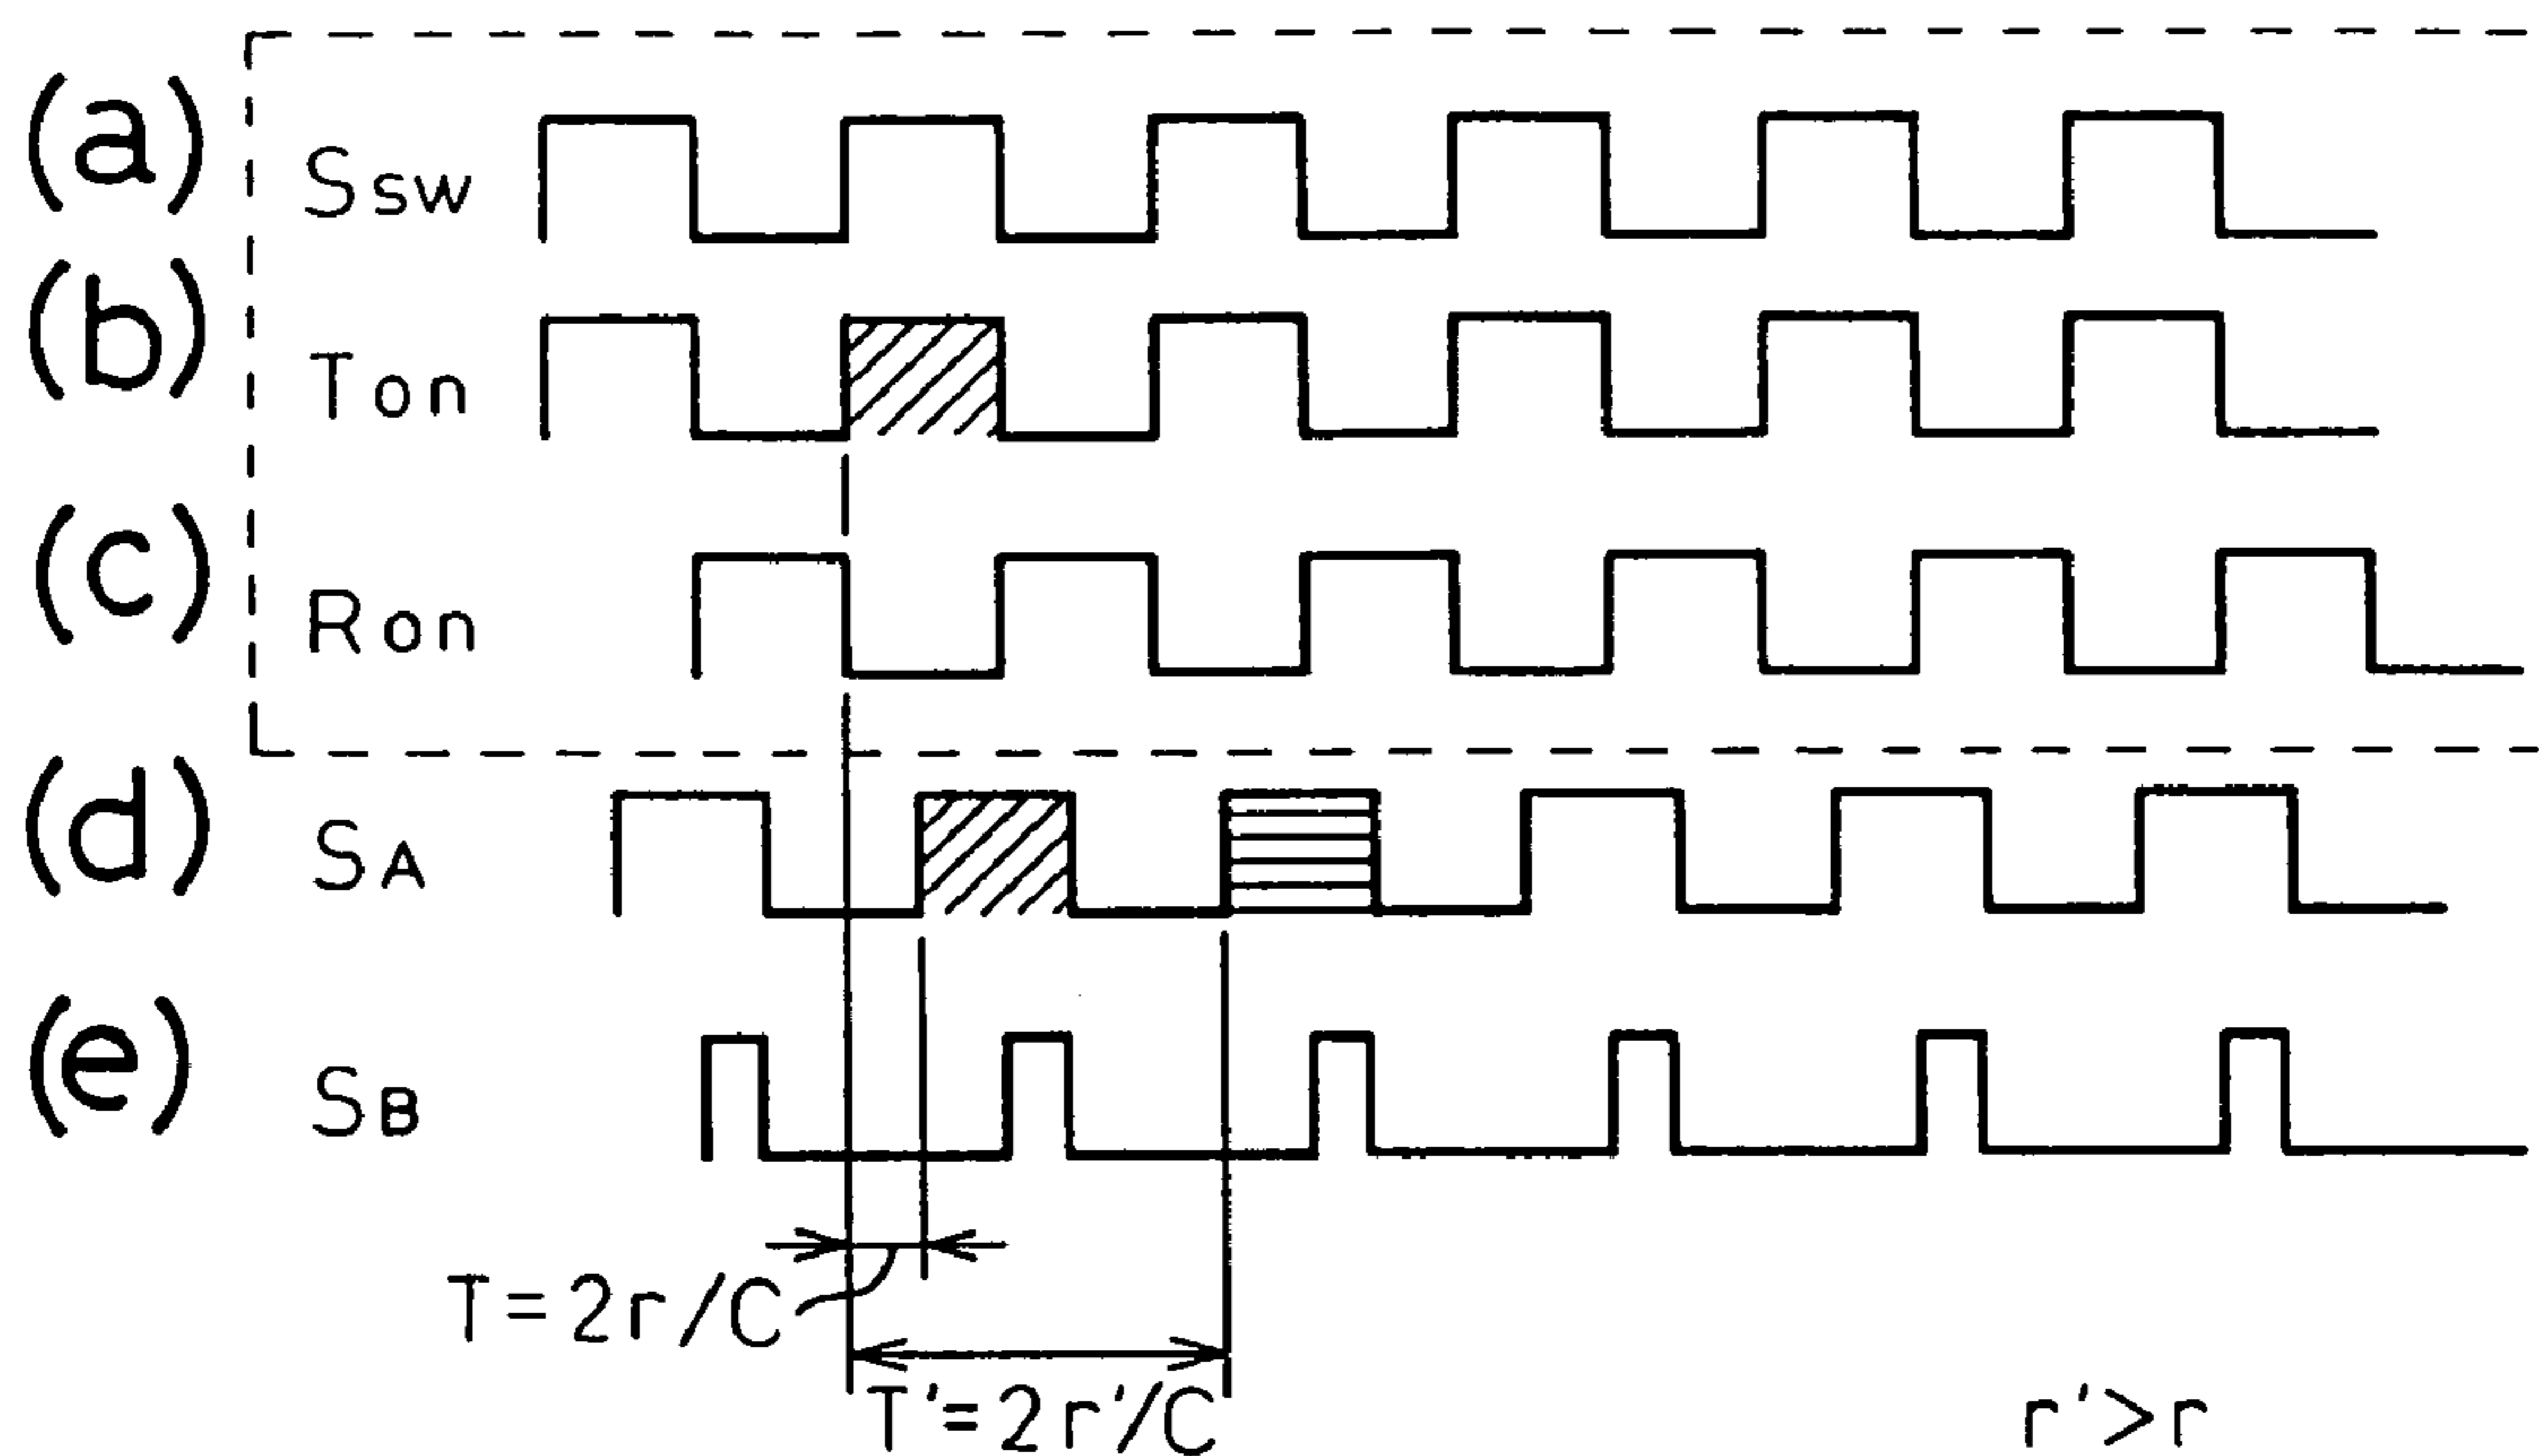 (a) Ssw
(b) Ton
(c) Ron
(d) SA
(e) SB
T=2r/C
T'=2r'/C
r'>r